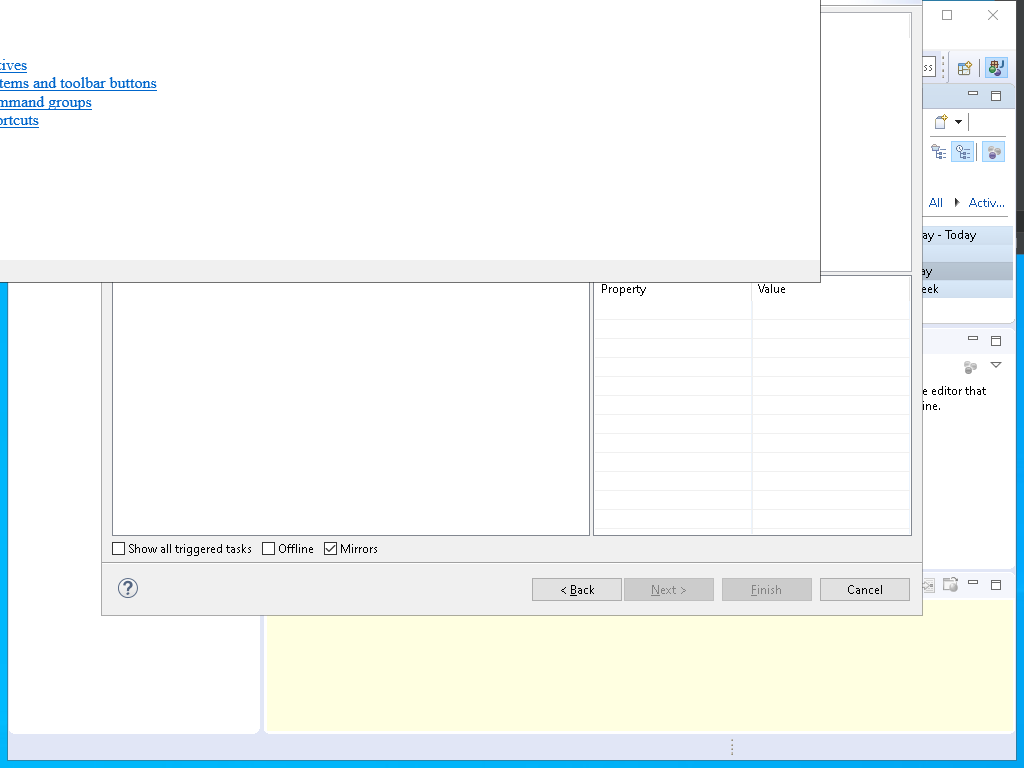 tives
tems and toolbar buttons
mmand groups
ortcuts
ss
All Activ...
ay - Today
ay
eek
Property Value
e editor that
ine.
Show all triggered tasks Offline Mirrors
? < Back Next > Finish Cancel